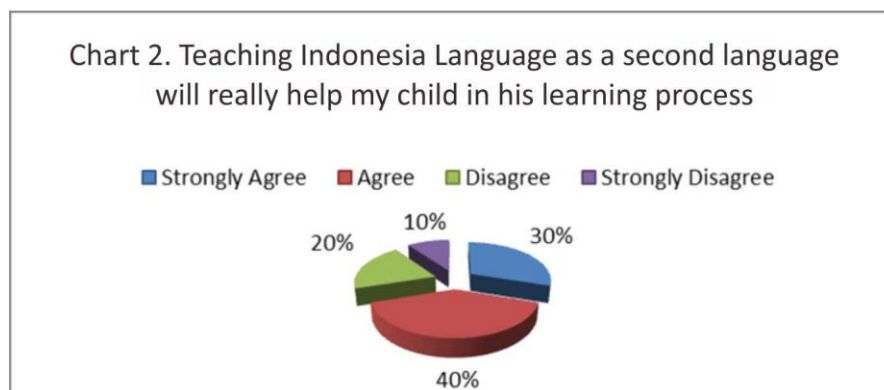 Chart 2. Teaching Indonesia Language as a second language
will really help my child in his learning process
Strongly Agree Agree Disagree Strongly Disagree
10%
30%
20%
40%